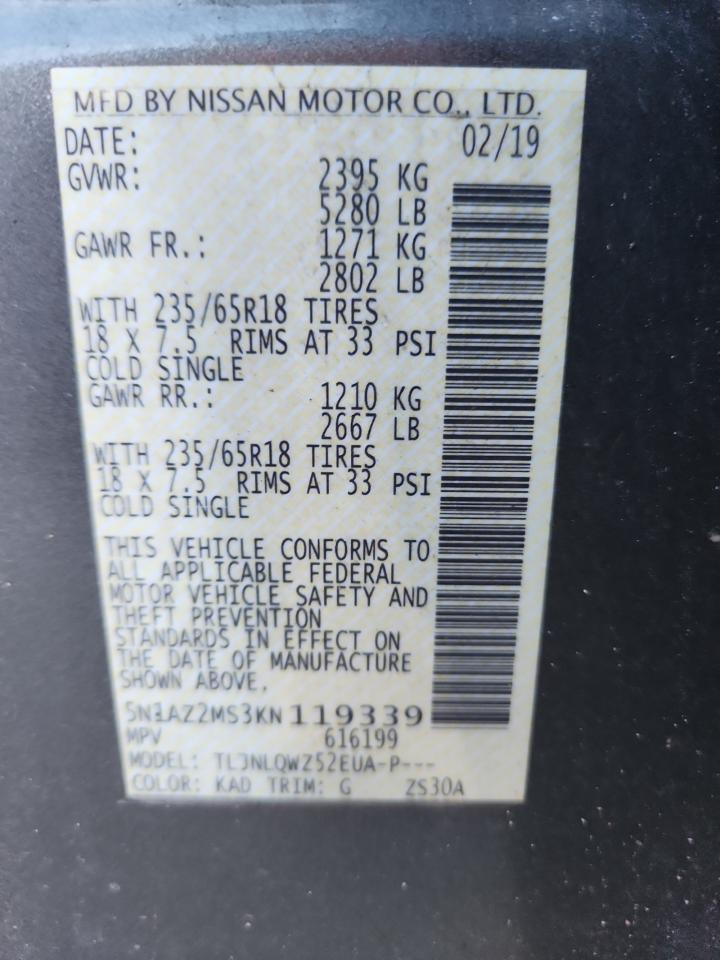 MFD BY NISSAN MOTOR CO., LTD.
DATE: 02/19
GVWR: 2395 KG
5280 LB
GAWR FR.: 1271 KG
2802 LB
WITH 235/65R18 TIRES
18 X 7.5 RIMS AT 33 PSI
COLD SINGLE
GAWR RR.: 1210 KG
2667 LB
WITH 235/65R18 TIRES
18 X 7.5 RIMS AT 33 PSI
COLD SINGLE
THIS VEHICLE CONFORMS TO
ALL APPLICABLE FEDERAL
MOTOR VEHICLE SAFETY AND
THEFT PREVENTION
STANDARDS IN EFFECT ON
THE DATE OF MANUFACTURE
SHOWN ABOVE.
5N1AZ2MS3KN119339
MPV 616199
MODEL: TLJNLQWZ52EUA-P---
COLOR: KAD TRIM: G ZS30A